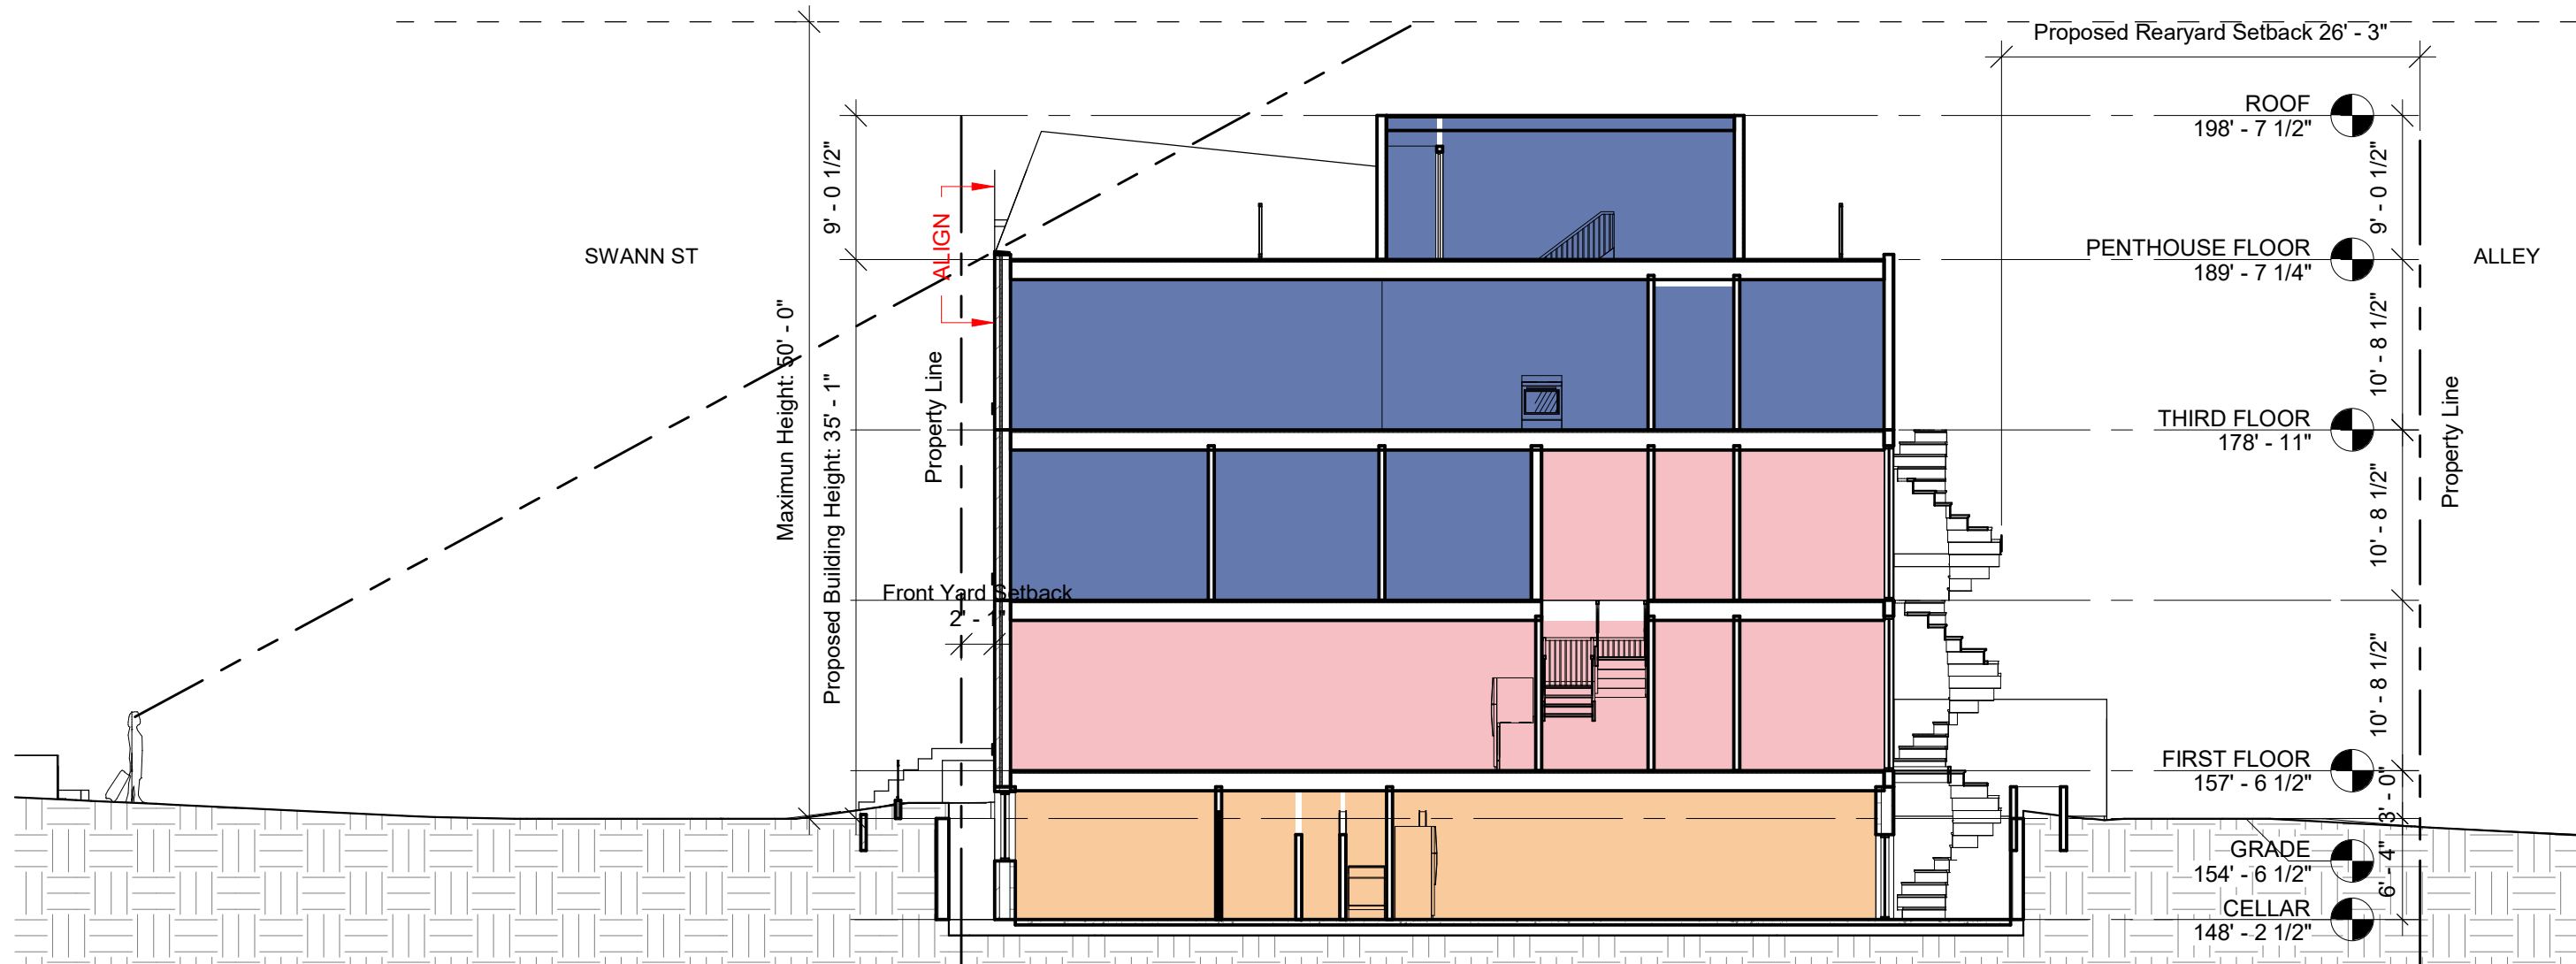 Proposed Rearyard Setback 26' - 3"
ROOF
198' - 7 1/2"
9' - 0 1/2"
9' - 0 1/2"
ALIGN
SWANN ST
PENTHOUSE FLOOR
189' - 7 1/4"
ALLEY
Maximun Height: 50' - 0"
Proposed Building Height: 35' - 1"
Property Line
10' - 8 1/2"
Property Line
THIRD FLOOR
178' - 11"
10' - 8 1/2"
Front Yard Setback
2' - 1"
10' - 8 1/2"
FIRST FLOOR
157' - 6 1/2"
3' - 0"
GRADE
154' - 6 1/2"
6' - 4"
CELLAR
148' - 2 1/2"